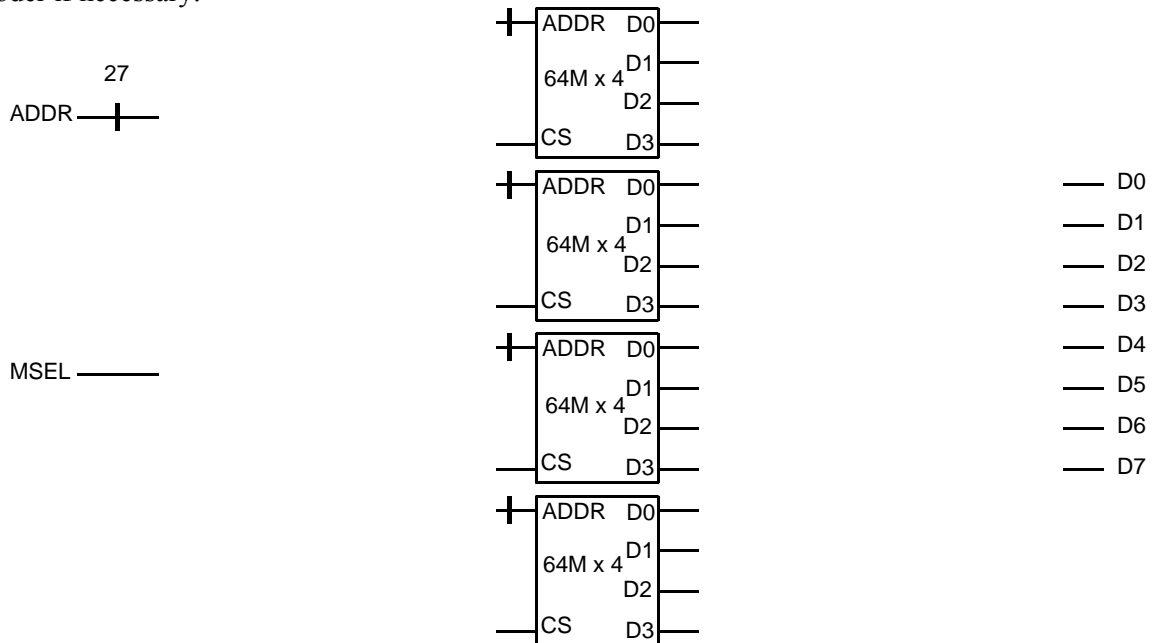 if necessary.
27
ADDR
MSEL
ADDR D0
D1
64M x 4
D2
CS D3
ADDR D0
D1
64M x 4
D2
CS D3
ADDR D0
D1
64M x 4
D2
CS D3
ADDR D0
D1
64M x 4
D2
CS D3
D0
D1
D2
D3
D4
D5
D6
D7